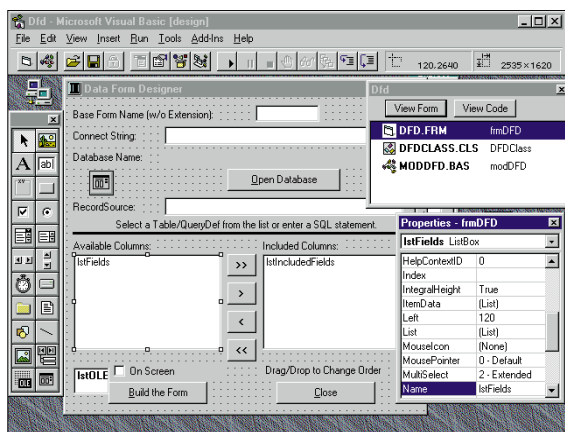 Dfd - Microsoft Visual Basic [design]
File Edit View Insert Run Tools Add-Ins Help
120,2640 2535×1620
Data Form Designer
Base Form Name (w/o Extension):
Connect String:
Database Name:
Open Database
RecordSource:
Select a Table/QueryDef from the list or enter a SQL statement.
Available Columns: Included Columns:
lstFields lstIncludedFields
>>
>
<
<<
lstOLE On Screen Drag/Drop to Change Order
Build the Form Close
Dfd
View Form View Code
DFD.FRM frmDFD
DFDCLASS.CLS DFDClass
MODDFD.BAS modDFD
Properties - frmDFD
lstFields ListBox
HelpContextID 0
Index
IntegralHeight True
ItemData (List)
Left 120
List (List)
MouseIcon (None)
MousePointer 0 - Default
MultiSelect 2 - Extended
Name lstFields
A ab
OLE